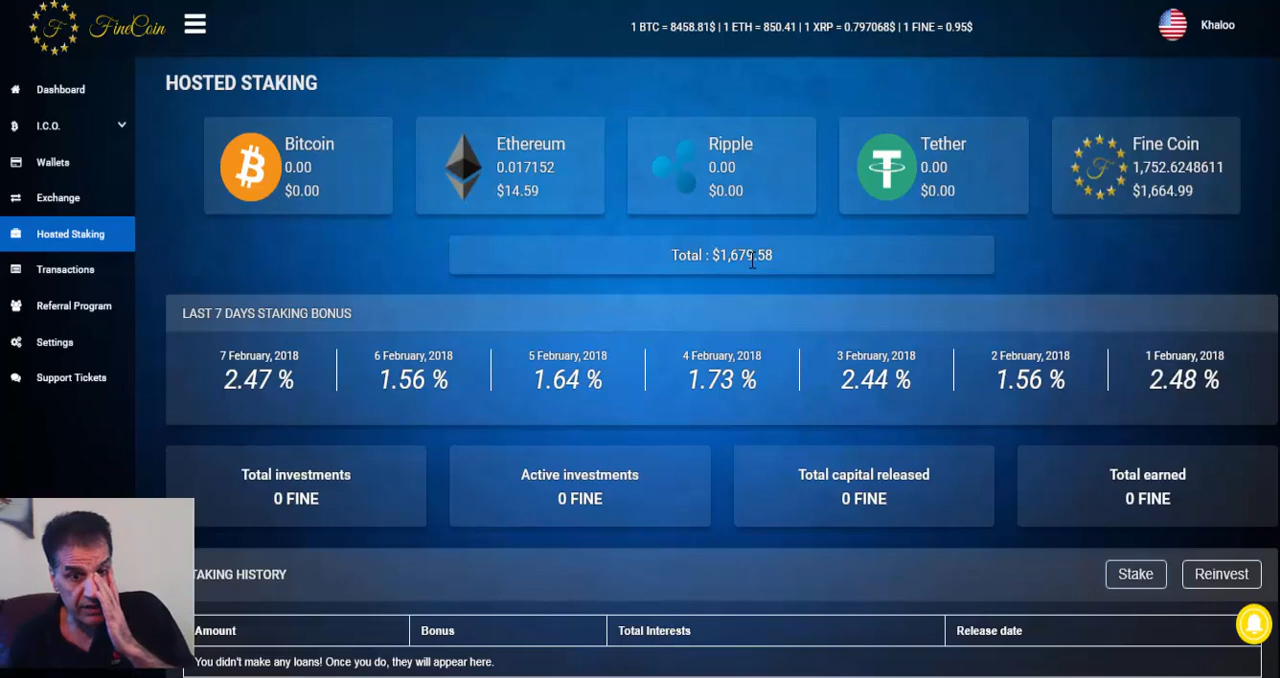 FineCoin
1 BTC = 8458.81$ | 1 ETH = 850.41 | 1 XRP = 0.797068$ | 1 FINE = 0.95$
Khaloo
Dashboard
I.C.O.
Wallets
Exchange
Hosted Staking
Transactions
Referral Program
Settings
Support Tickets
HOSTED STAKING
Bitcoin
0.00
$0.00
Ethereum
0.017152
$14.59
Ripple
0.00
$0.00
Tether
0.00
$0.00
Fine Coin
1,752.6248611
$1,664.99
Total : $1,679.58
LAST 7 DAYS STAKING BONUS
7 February, 2018
2.47 %
6 February, 2018
1.56 %
5 February, 2018
1.64 %
4 February, 2018
1.73 %
3 February, 2018
2.44 %
2 February, 2018
1.56 %
1 February, 2018
2.48 %
Total investments
0 FINE
Active investments
0 FINE
Total capital released
0 FINE
Total earned
0 FINE
TAKING HISTORY
Stake
Reinvest
Amount
Bonus
Total Interests
Release date
You didn't make any loans! Once you do, they will appear here.